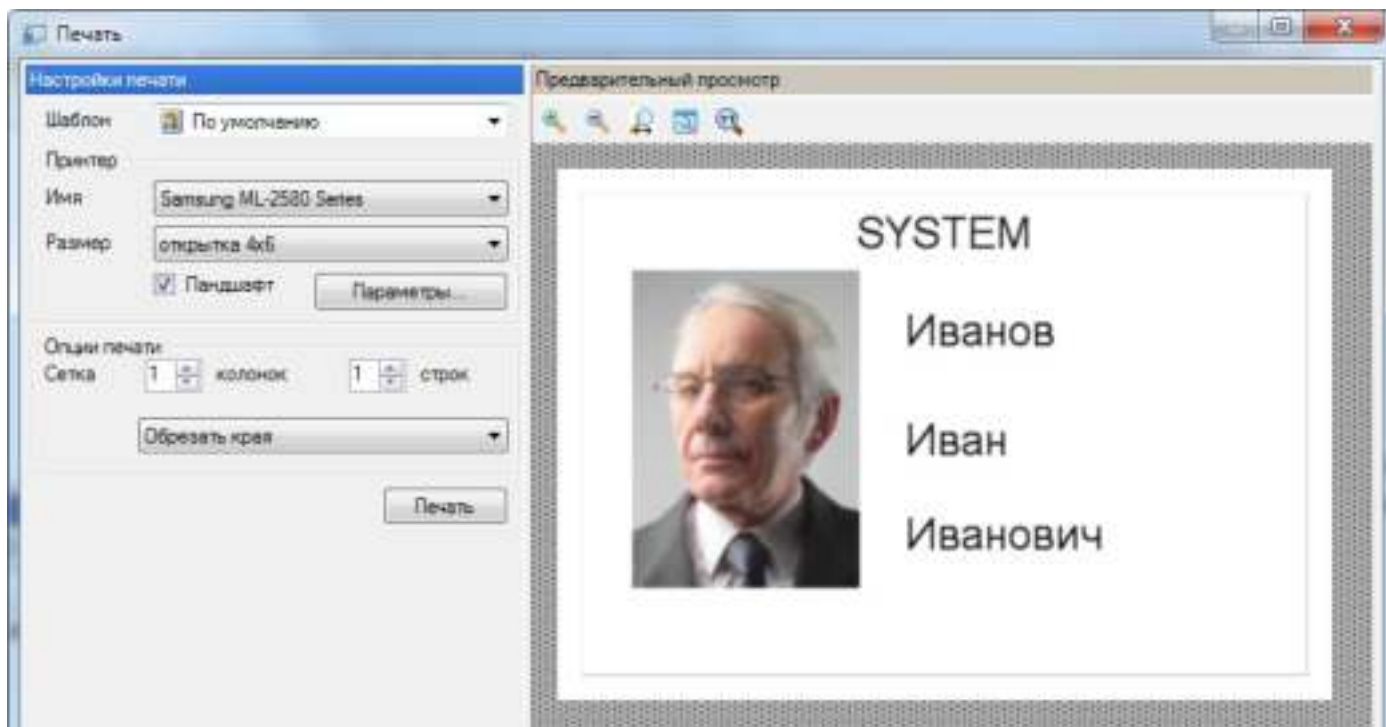 Печать
Настройки печати
Шаблон По умолчанию
Принтер
Имя Samsung ML-2580 Series
Размер открытка 4x6
Ландшафт Параметры...
Опции печати
Сетка 1 колонок 1 строк
Обрезать края
Печать
Предварительный просмотр
SYSTEM
Иванов
Иван
Иванович